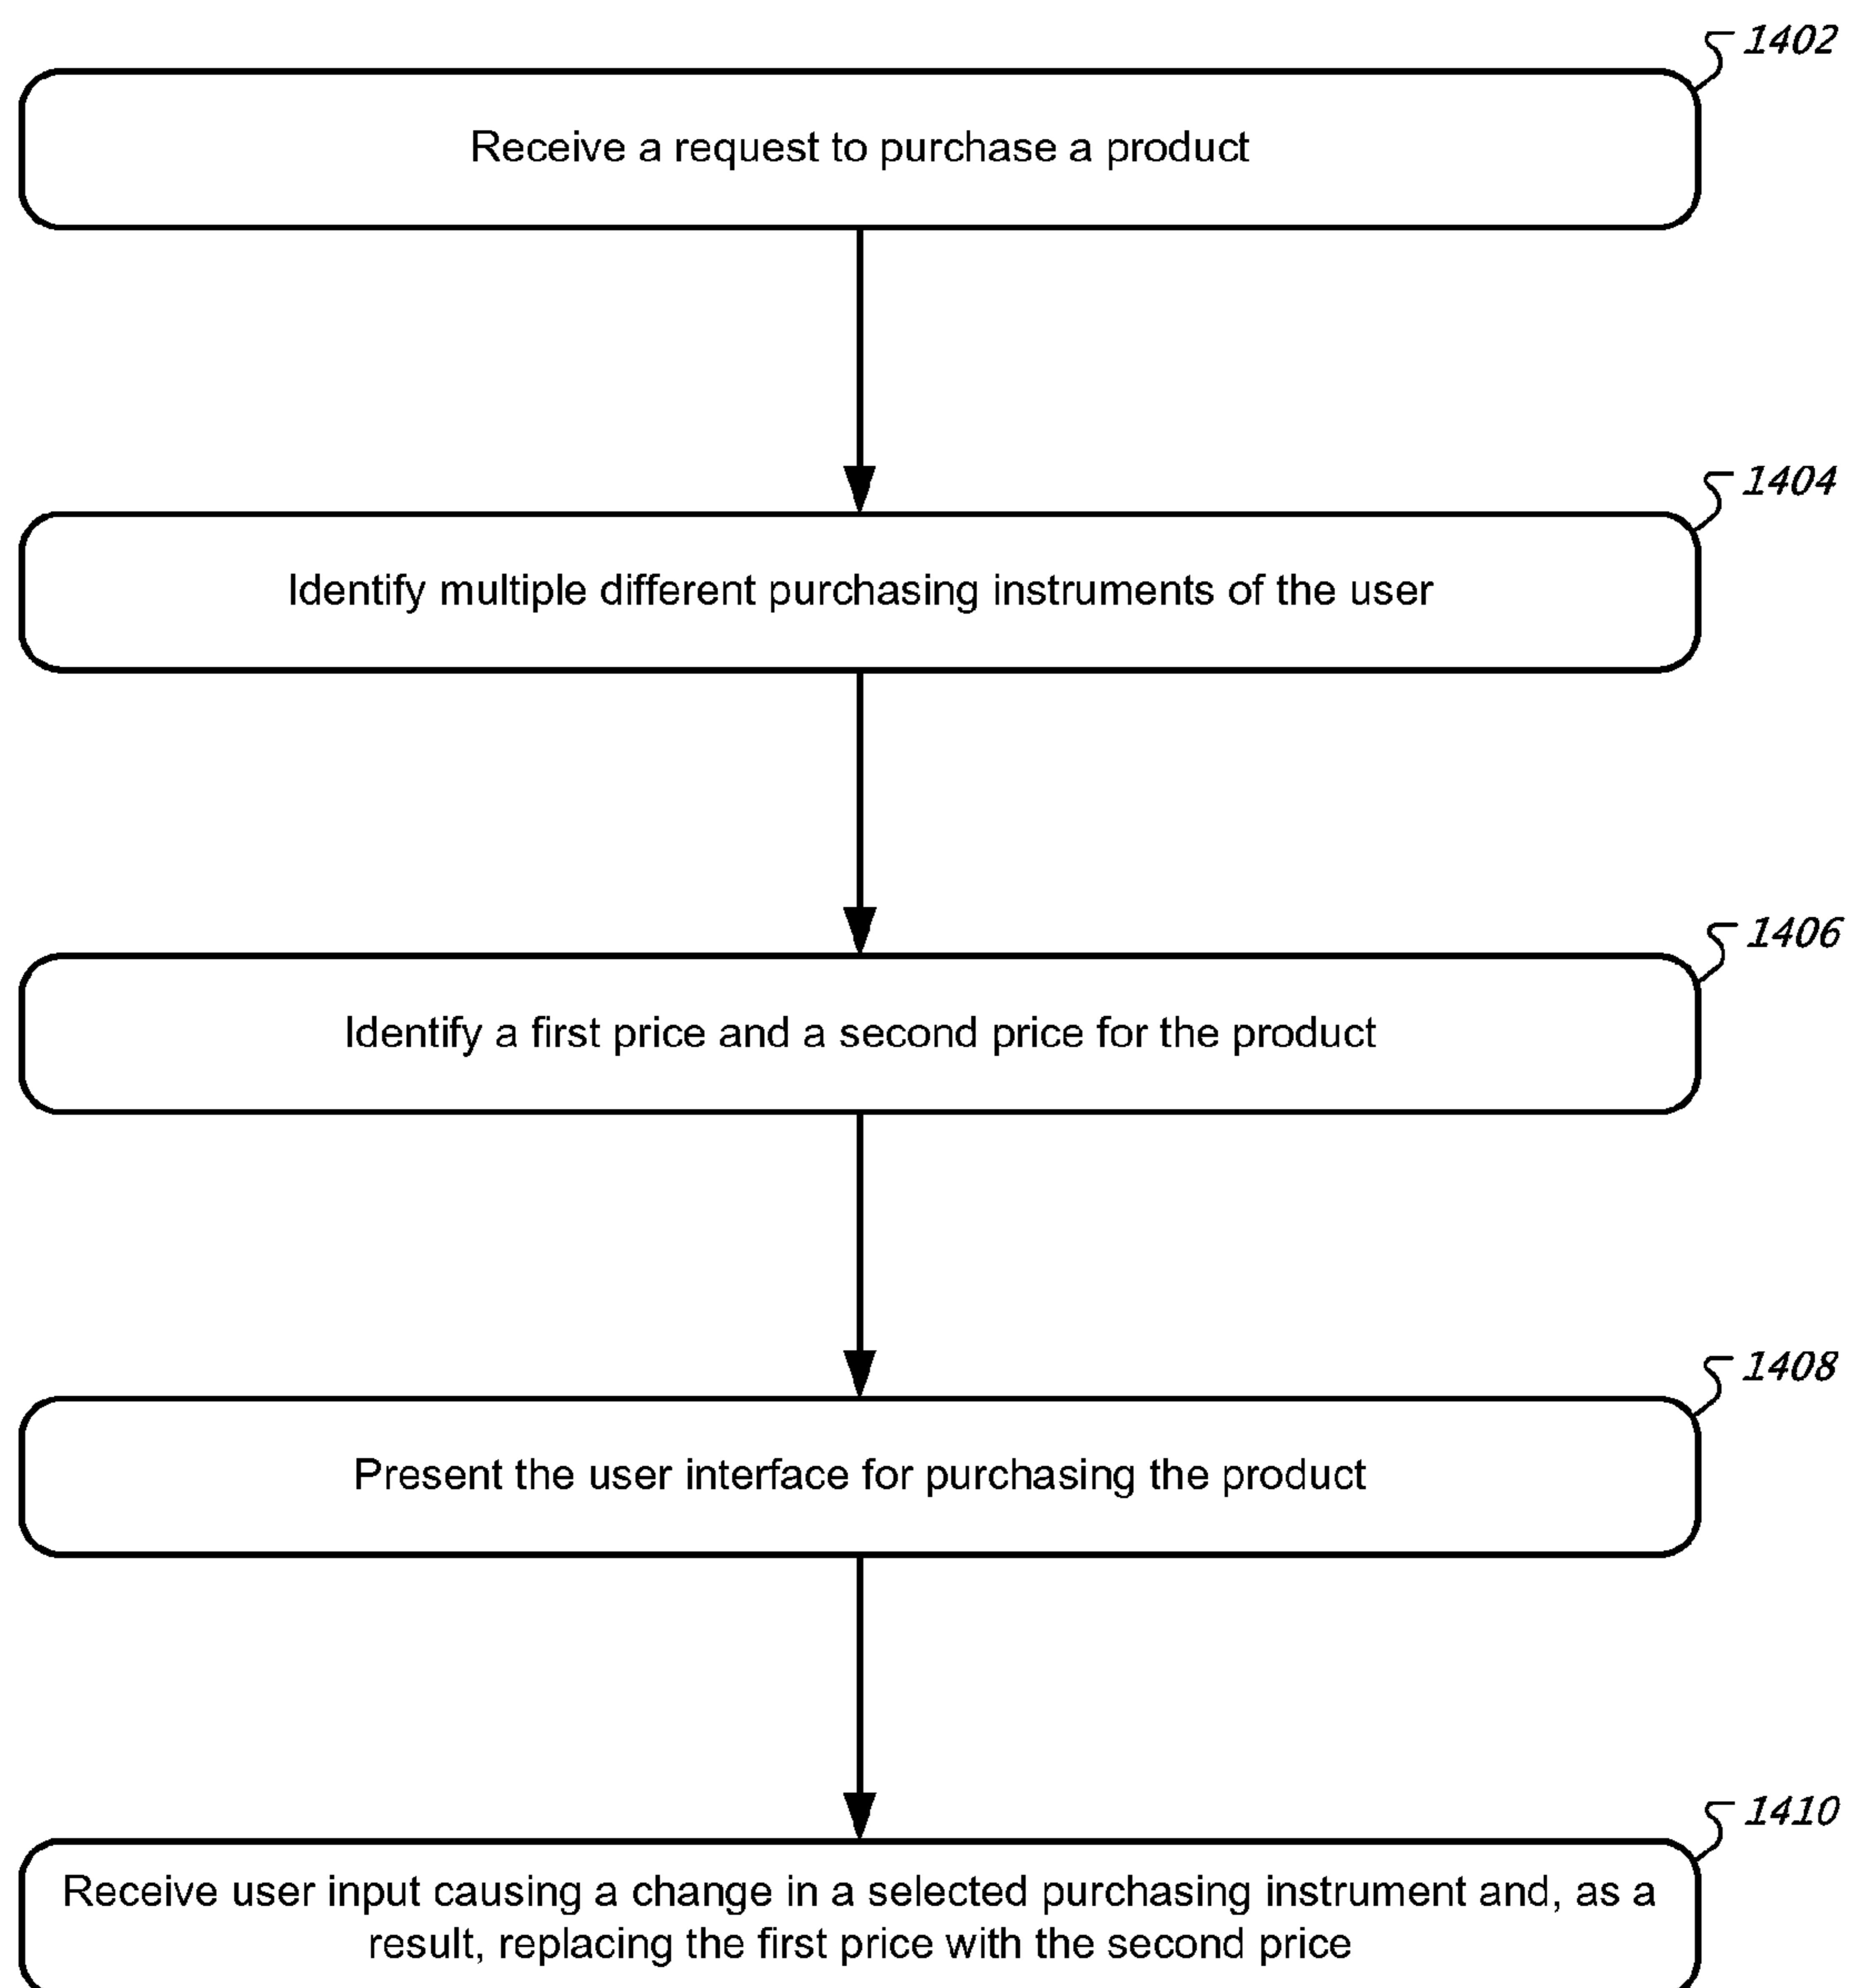 1402
Receive a request to purchase a product
1404
Identify multiple different purchasing instruments of the user
1406
Identify a first price and a second price for the product
1408
Present the user interface for purchasing the product
1410
Receive user input causing a change in a selected purchasing instrument and, as a
result, replacing the first price with the second price